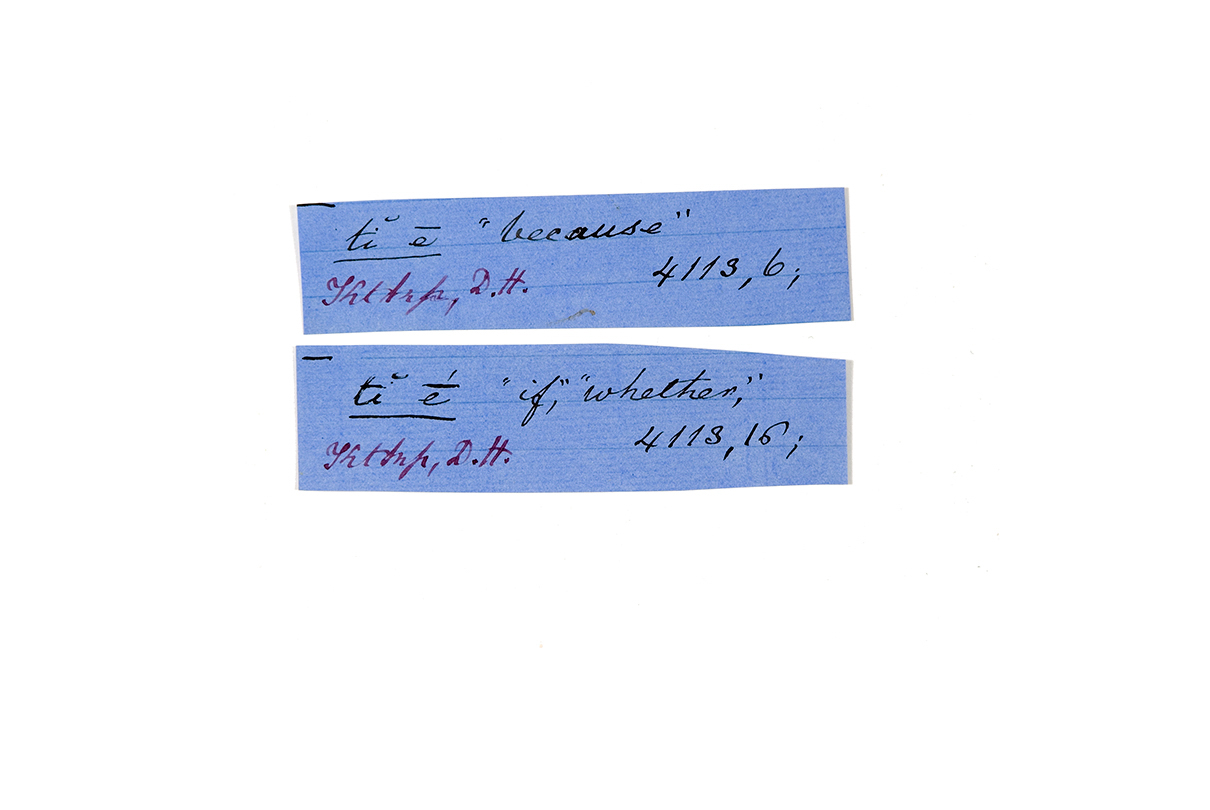 tĭ ē "because"
4113, 6;
D.H.
tĭ ḗ "if," "whether,"
4113, 16;
D.H.